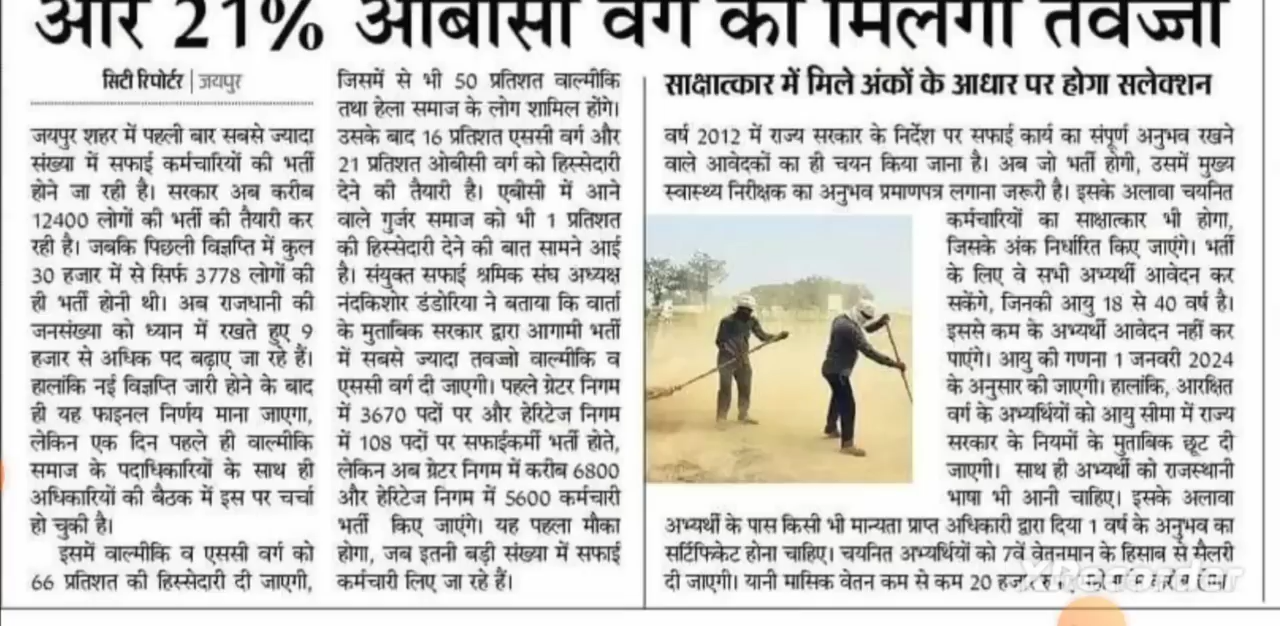 और 21% ओबीसी वर्ग को मिलेगी तवज्जो
सिटी रिपोर्टर | जयपुर
जयपुर शहर में पहली बार सबसे ज्यादा
संख्या में सफाई कर्मचारियों की भर्ती
होने जा रही है। सरकार अब करीब
12400 लोगों की भर्ती की तैयारी कर
रही है। जबकि पिछली विज्ञप्ति में कुल
30 हजार में से सिर्फ 3778 लोगों की
ही भर्ती होनी थी। अब राजधानी की
जनसंख्या को ध्यान में रखते हुए 9
हजार से अधिक पद बढ़ाए जा रहे हैं।
हालांकि नई विज्ञप्ति जारी होने के बाद
ही यह फाइनल निर्णय माना जाएगा,
लेकिन एक दिन पहले ही वाल्मीकि
समाज के पदाधिकारियों के साथ ही
अधिकारियों की बैठक में इस पर चर्चा
हो चुकी है।
इसमें वाल्मीकि व एससी वर्ग को
66 प्रतिशत की हिस्सेदारी दी जाएगी,
जिसमें से भी 50 प्रतिशत वाल्मीकि
तथा हेला समाज के लोग शामिल होंगे।
उसके बाद 16 प्रतिशत एससी वर्ग और
21 प्रतिशत ओबीसी वर्ग को हिस्सेदारी
देने की तैयारी है। एबीसी में आने
वाले गुर्जर समाज को भी 1 प्रतिशत
की हिस्सेदारी देने की बात सामने आई
है। संयुक्त सफाई श्रमिक संघ अध्यक्ष
नंदकिशोर डंडोरिया ने बताया कि वार्ता
के मुताबिक सरकार द्वारा आगामी भर्ती
में सबसे ज्यादा तवज्जो वाल्मीकि व
एससी वर्ग दी जाएगी। पहले ग्रेटर निगम
में 3670 पदों पर और हेरिटेज निगम
में 108 पदों पर सफाईकर्मी भर्ती होते,
लेकिन अब ग्रेटर निगम में करीब 6800
और हेरिटेज निगम में 5600 कर्मचारी
भर्ती किए जाएंगे। यह पहला मौका
होगा, जब इतनी बड़ी संख्या में सफाई
कर्मचारी लिए जा रहे हैं।
साक्षात्कार में मिले अंकों के आधार पर होगा सलेक्शन
वर्ष 2012 में राज्य सरकार के निर्देश पर सफाई कार्य का संपूर्ण अनुभव रखने
वाले आवेदकों का ही चयन किया जाना है। अब जो भर्ती होगी, उसमें मुख्य
स्वास्थ्य निरीक्षक का अनुभव प्रमाणपत्र लगाना जरूरी है। इसके अलावा चयनित
कर्मचारियों का साक्षात्कार भी होगा,
जिसके अंक निर्धारित किए जाएंगे। भर्ती
के लिए वे सभी अभ्यर्थी आवेदन कर
सकेंगे, जिनकी आयु 18 से 40 वर्ष है।
इससे कम के अभ्यर्थी आवेदन नहीं कर
पाएंगे। आयु की गणना 1 जनवरी 2024
के अनुसार की जाएगी। हालांकि, आरक्षित
वर्ग के अभ्यर्थियों को आयु सीमा में राज्य
सरकार के नियमों के मुताबिक छूट दी
जाएगी। साथ ही अभ्यर्थी को राजस्थानी
भाषा भी आनी चाहिए। इसके अलावा
अभ्यर्थी के पास किसी भी मान्यता प्राप्त अधिकारी द्वारा दिया 1 वर्ष के अनुभव का
सर्टिफिकेट होना चाहिए। चयनित अभ्यर्थियों को 7वें वेतनमान के हिसाब से सैलरी
दी जाएगी। यानी मासिक वेतन कम से कम 20 हजार
XRecorder